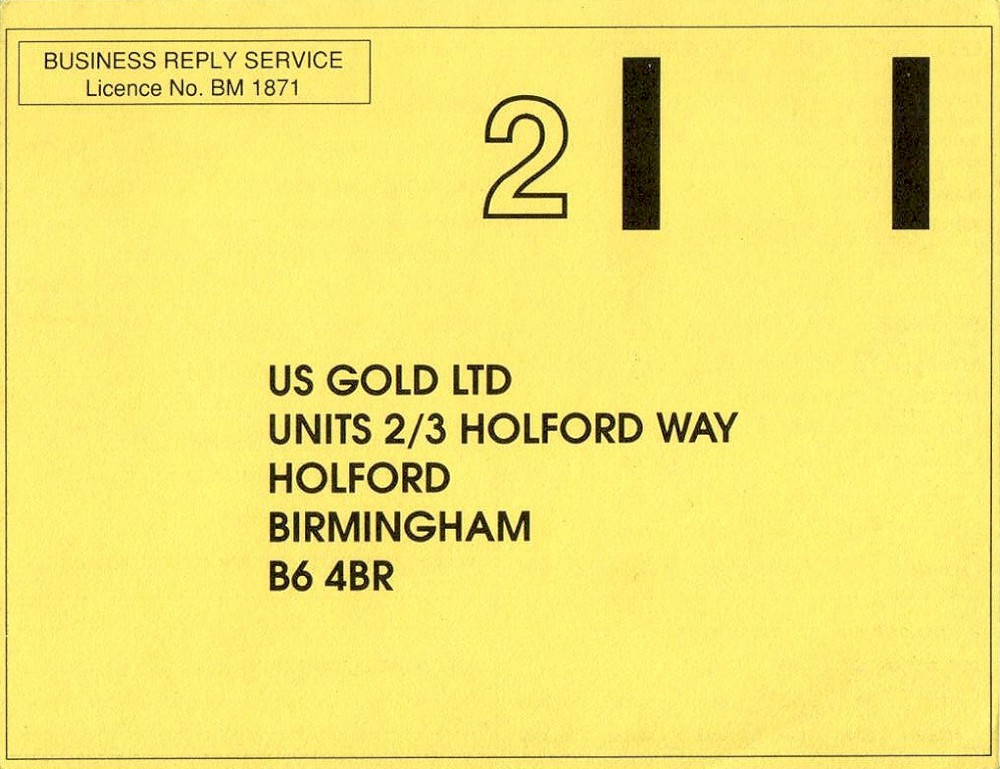 BUSINESS REPLY SERVICE
Licence No. BM 1871
2
US GOLD LTD
UNITS 2/3 HOLFORD WAY
HOLFORD
BIRMINGHAM
B6 4BR